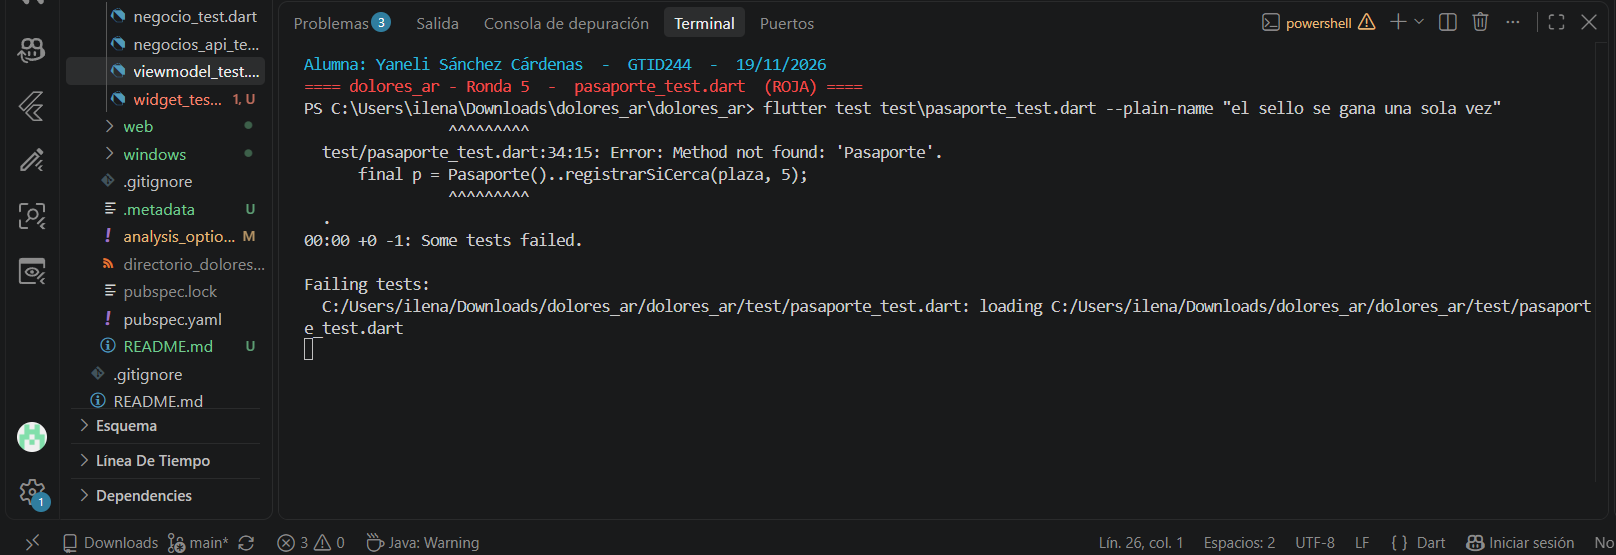 negocio_test.dart
negocios_api_te...
viewmodel_test....
widget_tes... 1, U
web
windows
.gitignore
.metadata U
analysis_optio... M
directorio_dolores...
pubspec.lock
pubspec.yaml
README.md U
.gitignore
README.md
Esquema
Línea De Tiempo
Dependencies
1
Problemas 3 Salida Consola de depuración Terminal Puertos
powershell
Alumna: Yaneli Sánchez Cárdenas - GTID244 - 19/11/2026
==== dolores_ar - Ronda 5 - pasaporte_test.dart (ROJA) ====
PS C:\Users\ilena\Downloads\dolores_ar\dolores_ar> flutter test test\pasaporte_test.dart --plain-name "el sello se gana una sola vez"
^^^^^^^^^
test/pasaporte_test.dart:34:15: Error: Method not found: 'Pasaporte'.
final p = Pasaporte()..registrarSiCerca(plaza, 5);
^^^^^^^^^
.
00:00 +0 -1: Some tests failed.
Failing tests:
C:/Users/ilena/Downloads/dolores_ar/dolores_ar/test/pasaporte_test.dart: loading C:/Users/ilena/Downloads/dolores_ar/dolores_ar/test/pasaport
e_test.dart
Downloads main* 3 0 Java: Warning Lín. 26, col. 1 Espacios: 2 UTF-8 LF { } Dart Iniciar sesión No